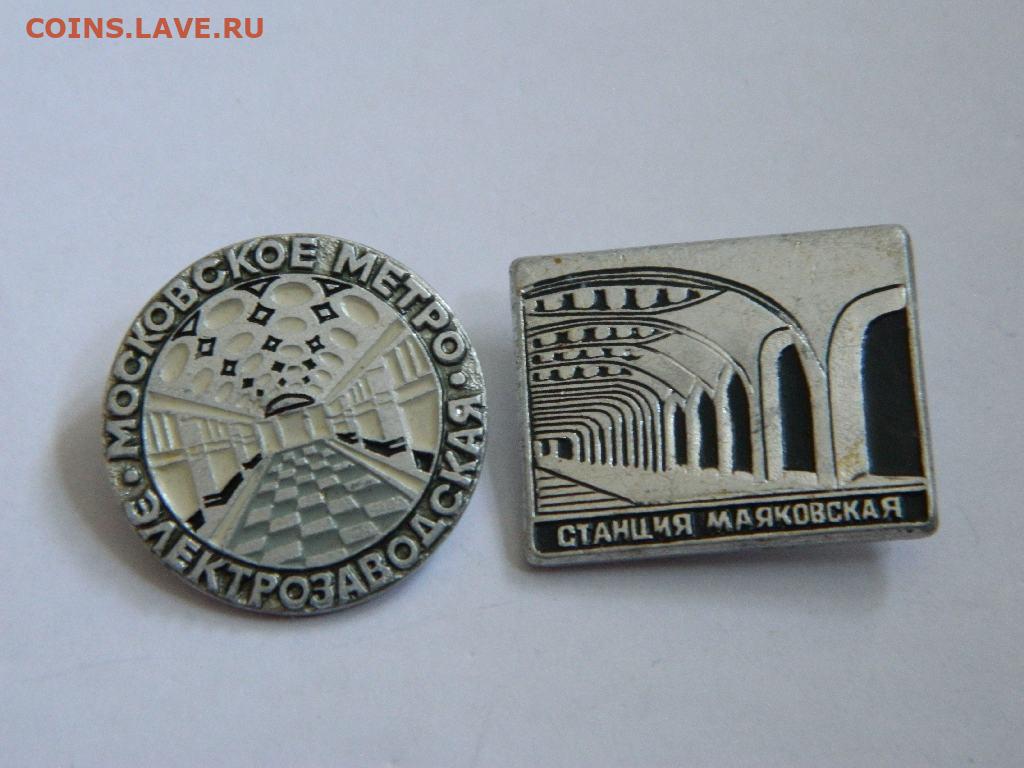 COINS.LAVE.RU
МОСКОВСКОЕ МЕТРО
ЭЛЕКТРОЗАВОДСКАЯ
СТАНЦИЯ МАЯКОВСКАЯ